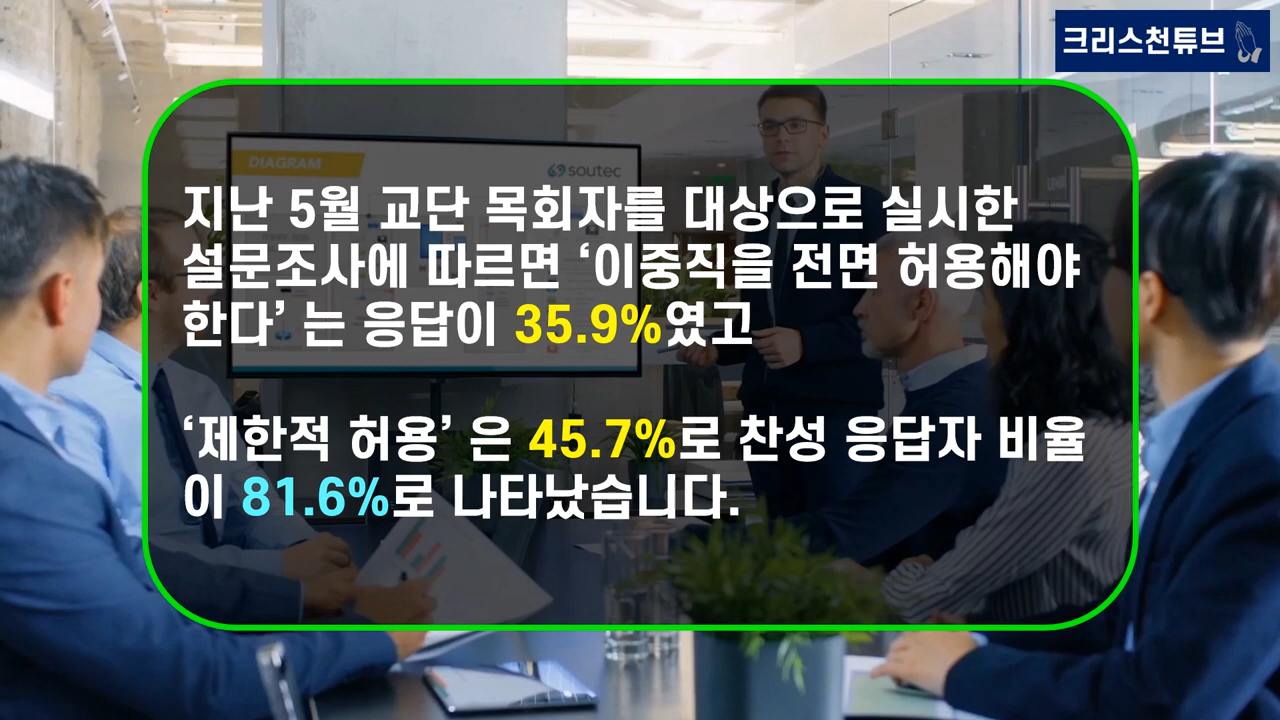 크리스천튜브
DIAGRAM
soutec
지난 5월 교단 목회자를 대상으로 실시한
설문조사에 따르면 ‘이중직을 전면 허용해야
한다’ 는 응답이 35.9%였고
‘제한적 허용’ 은 45.7%로 찬성 응답자 비율
이 81.6%로 나타났습니다.